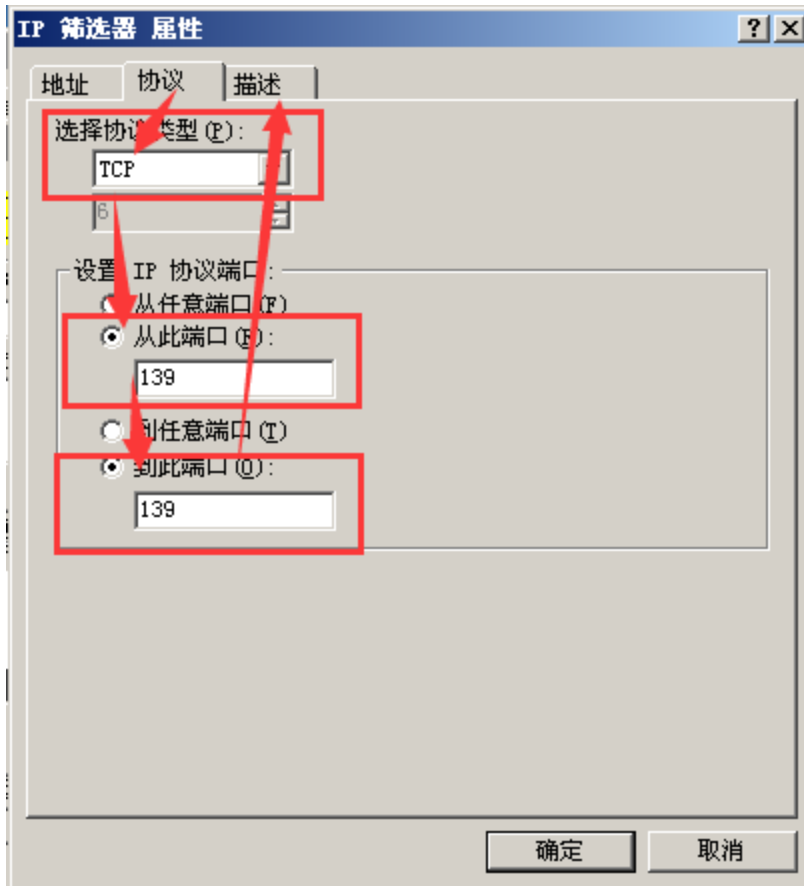 IP 筛选器 属性
地址 协议 描述
选择协议类型(P):
TCP
6
设置 IP 协议端口:
从任意端口(F)
从此端口(R):
139
到任意端口(T)
到此端口(O):
139
确定 取消